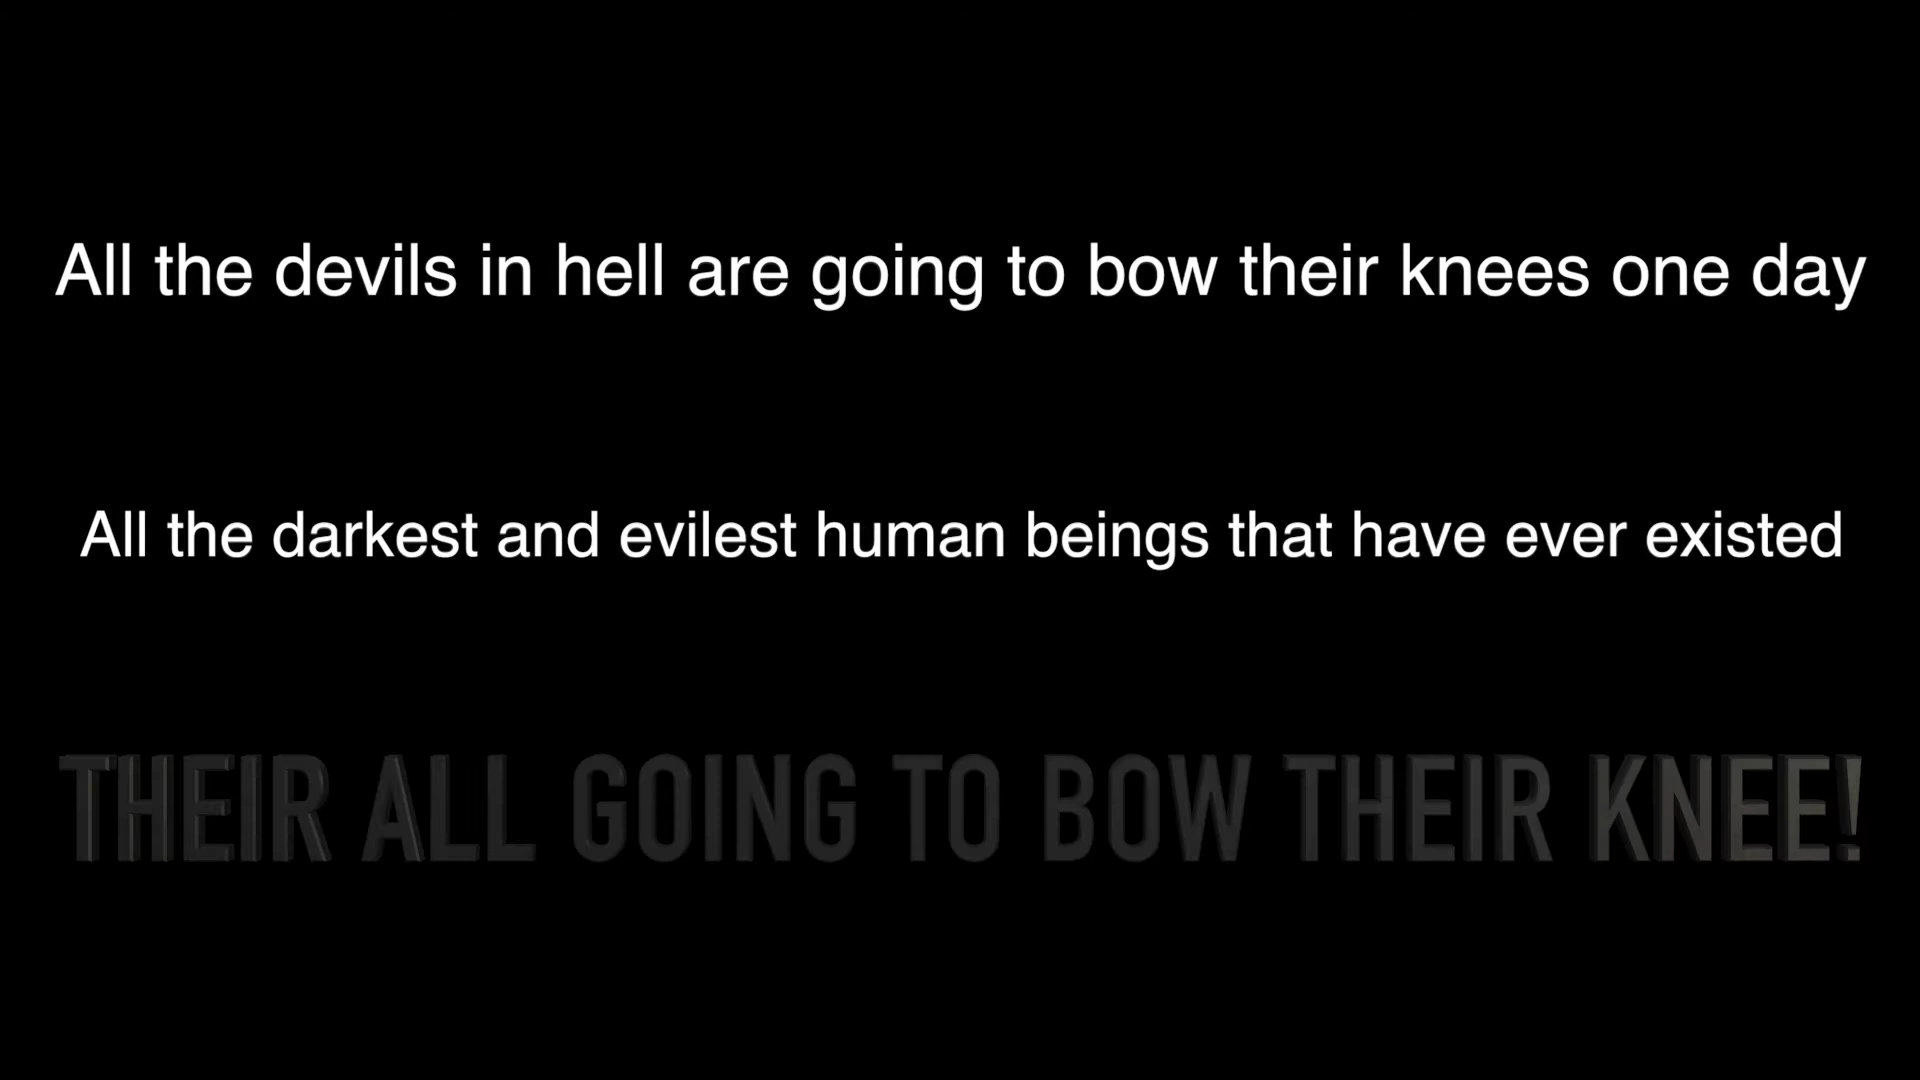 All the devils in hell are going to bow their knees one day
All the darkest and evilest human beings that have ever existed
THEIR ALL GOING TO BOW THEIR KNEE!